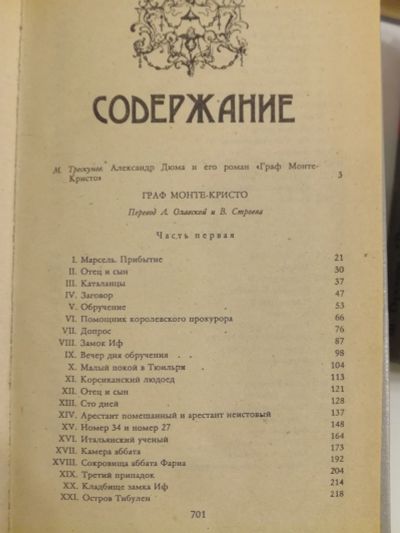 СОДЕРЖАНИЕ
М. Трескунов Александр Дюма и его роман «Граф Монте-
Кристо» 3
ГРАФ МОНТЕ-КРИСТО
Перевод Л. Олавской и В. Строева
Часть первая
I. Марсель. Прибытие 21
II. Отец и сын 30
III. Каталанцы 37
IV. Заговор 47
V. Обручение 53
VI. Помощник королевского прокурора 66
VII. Допрос 76
VIII. Замок Иф 87
IX. Вечер дня обручения 98
X. Малый покой в Тюильри 104
XI. Корсиканский людоед 113
XII. Отец и сын 121
XIII. Сто дней 128
XIV. Арестант помешанный и арестант неистовый 137
XV. Номер 34 и номер 27 148
XVI. Итальянский ученый 164
XVII. Камера аббата 173
XVIII. Сокровища аббата Фариа 192
XIX. Третий припадок 204
XX. Кладбище замка Иф 214
XXI. Остров Тибулен 218
701